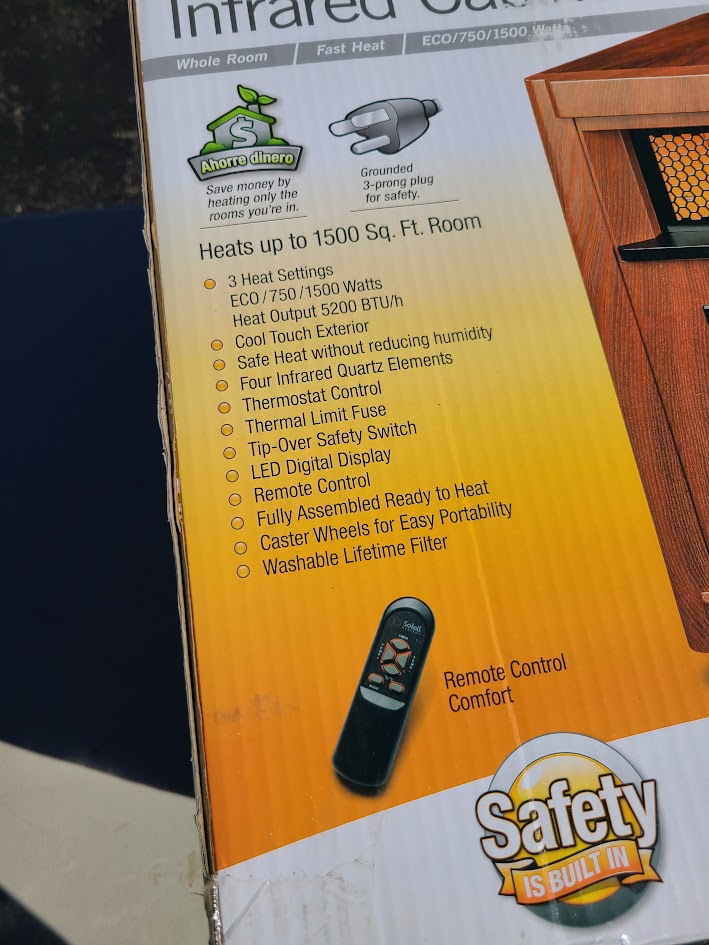 Infrared
Whole Room
Fast Heat
ECO/750/1500 Watts
Ahorre dinero
Save money by
heating only the
rooms you're in.
Grounded
3-prong plug
for safety.
Heats up to 1500 Sq. Ft. Room
3 Heat Settings
ECO/750/1500 Watts
Heat Output 5200 BTU/h
Cool Touch Exterior
Safe Heat without reducing humidity
Four Infrared Quartz Elements
Thermostat Control
Thermal Limit Fuse
Tip-Over Safety Switch
LED Digital Display
Remote Control
Fully Assembled Ready to Heat
Caster Wheels for Easy Portability
Washable Lifetime Filter
Soleil
Remote Control
Comfort
Safety
IS BUILT IN